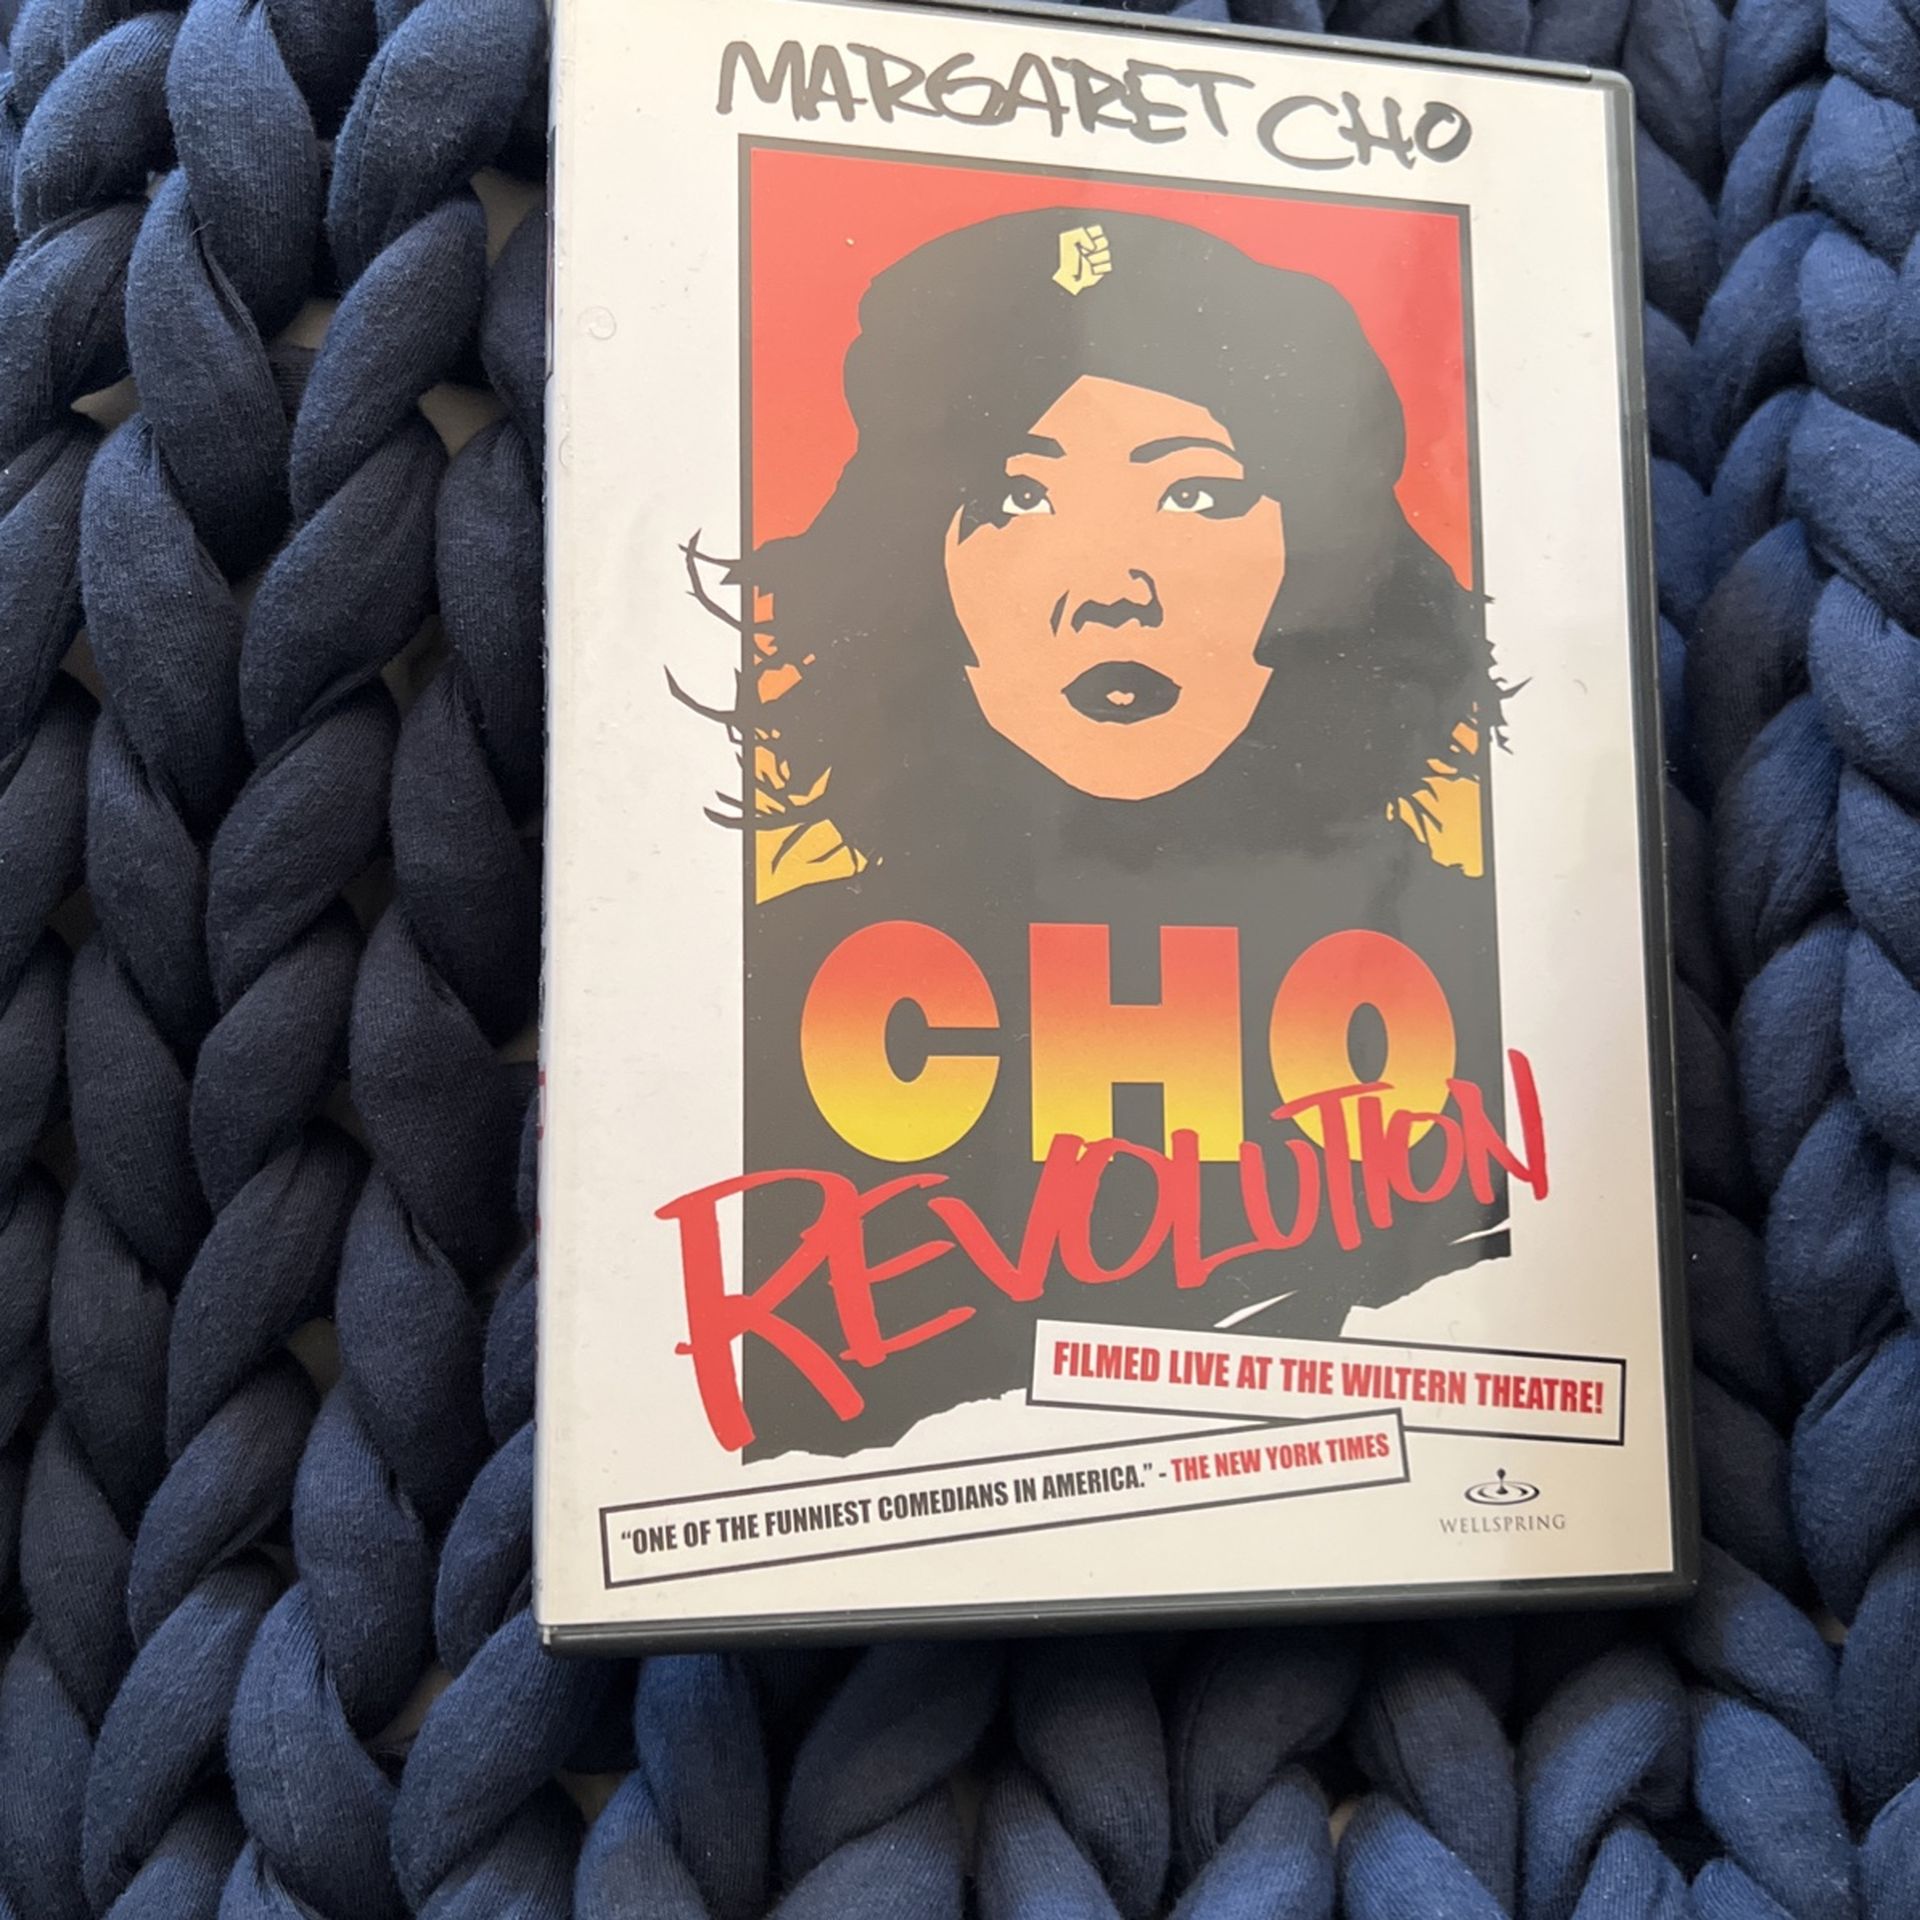 MARGARET CHO
CHO
REVOLUTION
FILMED LIVE AT THE WILTERN THEATRE!
"ONE OF THE FUNNIEST COMEDIANS IN AMERICA." - THE NEW YORK TIMES
WELLSPRING